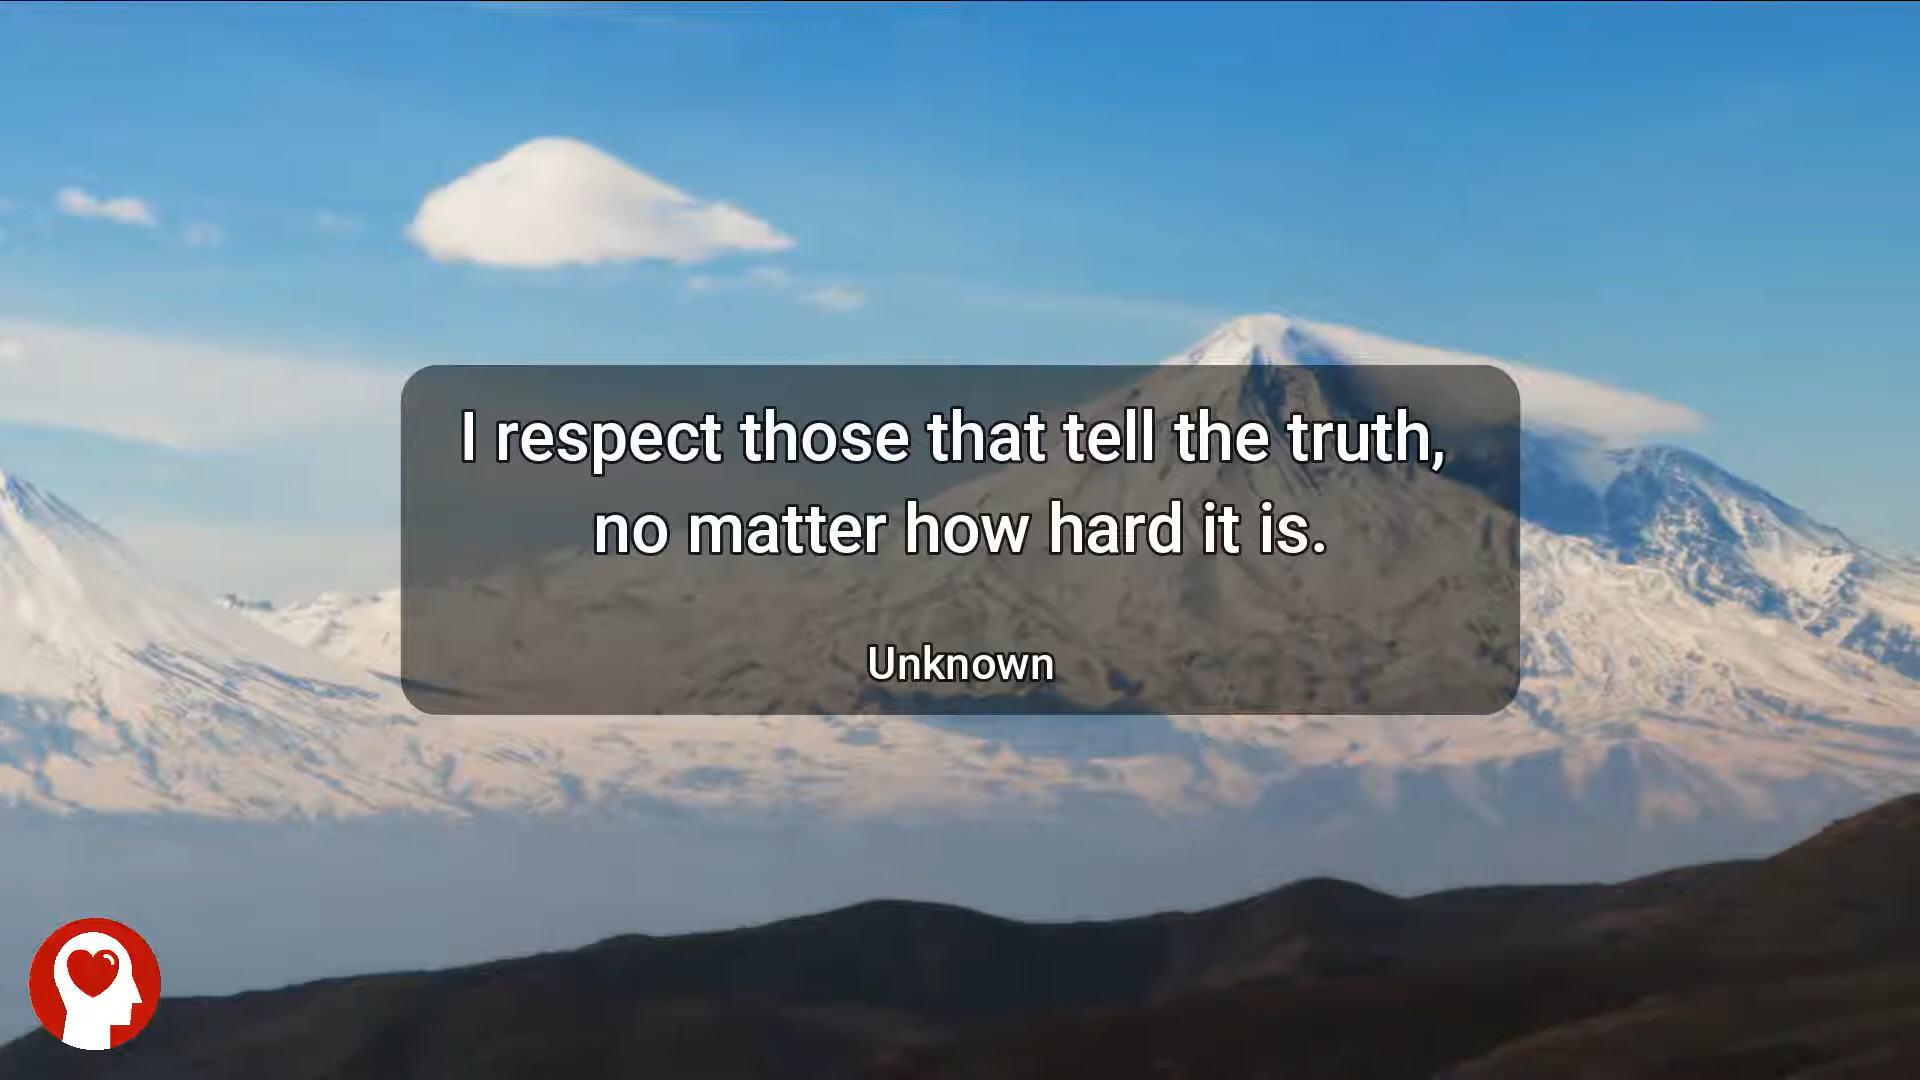 I respect those that tell the truth,
no matter how hard it is.
Unknown